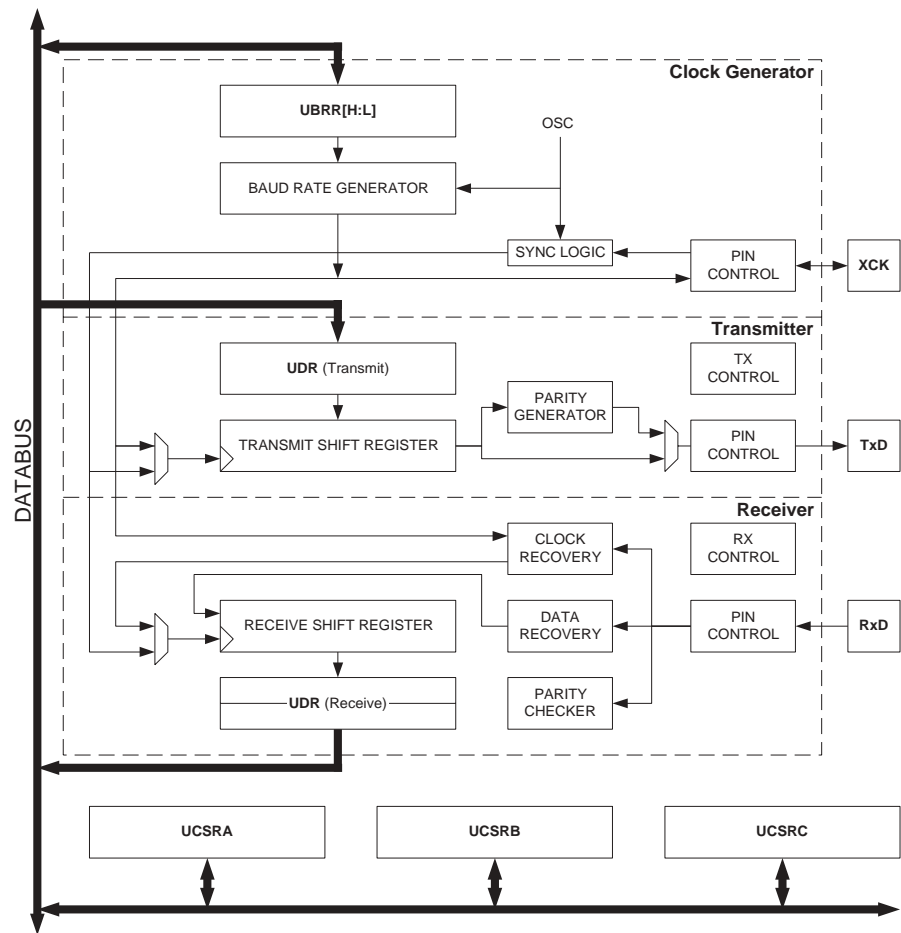 Clock Generator
UBRR[H:L]
OSC
BAUD RATE GENERATOR
SYNC LOGIC
PIN
CONTROL
XCK
Transmitter
UDR (Transmit)
TX
CONTROL
PARITY
GENERATOR
TRANSMIT SHIFT REGISTER
PIN
CONTROL
TxD
DATABUS
Receiver
CLOCK
RECOVERY
RX
CONTROL
RECEIVE SHIFT REGISTER
DATA
RECOVERY
PIN
CONTROL
RxD
UDR (Receive)
PARITY
CHECKER
UCSRA
UCSRB
UCSRC